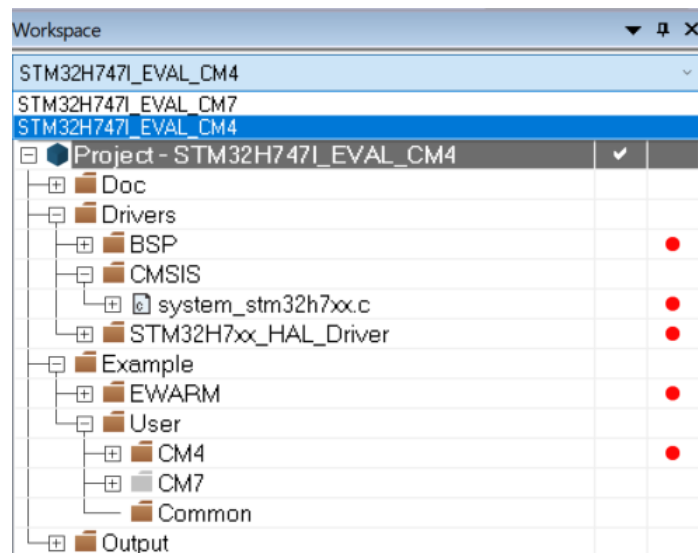 Workspace
STM32H747I_EVAL_CM4
STM32H747I_EVAL_CM7
STM32H747I_EVAL_CM4
Project - STM32H747I_EVAL_CM4
Doc
Drivers
BSP
CMSIS
system_stm32h7xx.c
STM32H7xx_HAL_Driver
Example
EWARM
User
CM4
CM7
Common
Output